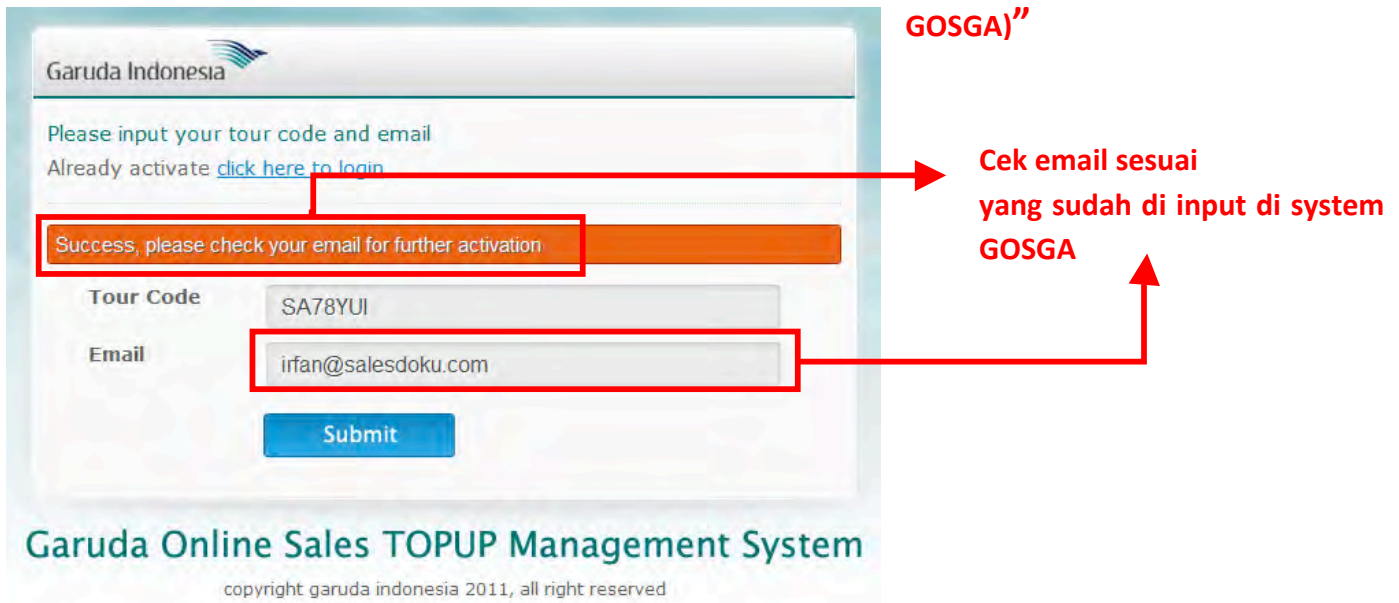 GOSGA)”
Garuda Indonesia
Please input your tour code and email
Already activate click here to login
Cek email sesuai
yang sudah di input di system
GOSGA
Success, please check your email for further activation
Tour Code
SA78YUI
Email
irfan@salesdoku.com
Submit
Garuda Online Sales TOPUP Management System
copyright garuda indonesia 2011, all right reserved